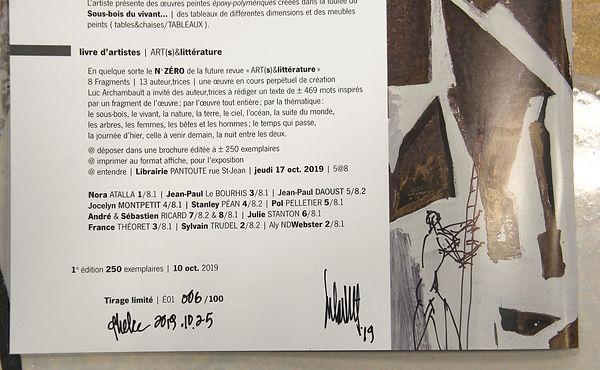 L'artiste présente des œuvres peintes époxy-polymériques créées dans la foulée du
Sous-bois du vivant... | des tableaux de différentes dimensions et des meubles
peints ( tables&chaises/TABLEAUX ).
livre d'artistes | ART(s)&littérature
En quelque sorte le N°ZÉRO de la future revue « ART(s)&littérature »
8 Fragments | 13 auteur,trices | une œuvre en cours perpétuel de création
Luc Archambault a invité des auteur,trices à rédiger un texte de ± 469 mots inspirés
par un fragment de l'œuvre; par l'œuvre tout entière; par la thématique:
le sous-bois, le vivant, la nature, la terre, le ciel, l'océan, la suite du monde,
les arbres, les femmes, les bêtes et les hommes; le temps qui passe,
la journée d'hier, celle à venir demain, la nuit entre les deux.
@ déposer dans une brochure éditée à ± 250 exemplaires
@ imprimer au format affiche, pour l'exposition
@ entendre | Librairie PANTOUTE rue St-Jean | jeudi 17 oct. 2019 | 5@8
Nora ATALLA 1/8.1 | Jean-Paul Le BOURHIS 3/8.1 | Jean-Paul DAOUST 5/8.2
Jocelyn MONTPETIT 4/8.1 | Stanley PÉAN 4/8.2 | Pol PELLETIER 5/8.1
André & Sébastien RICARD 7/8.2 & 8/8.1 | Julie STANTON 6/8.1
France THÉORET 3/8.1 | Sylvain TRUDEL 2/8.2 | Aly NDWebster 2/8.1
1e édition 250 exemplaires | 10 oct. 2019
Tirage limité | É01 006/100
2019.10.25
19